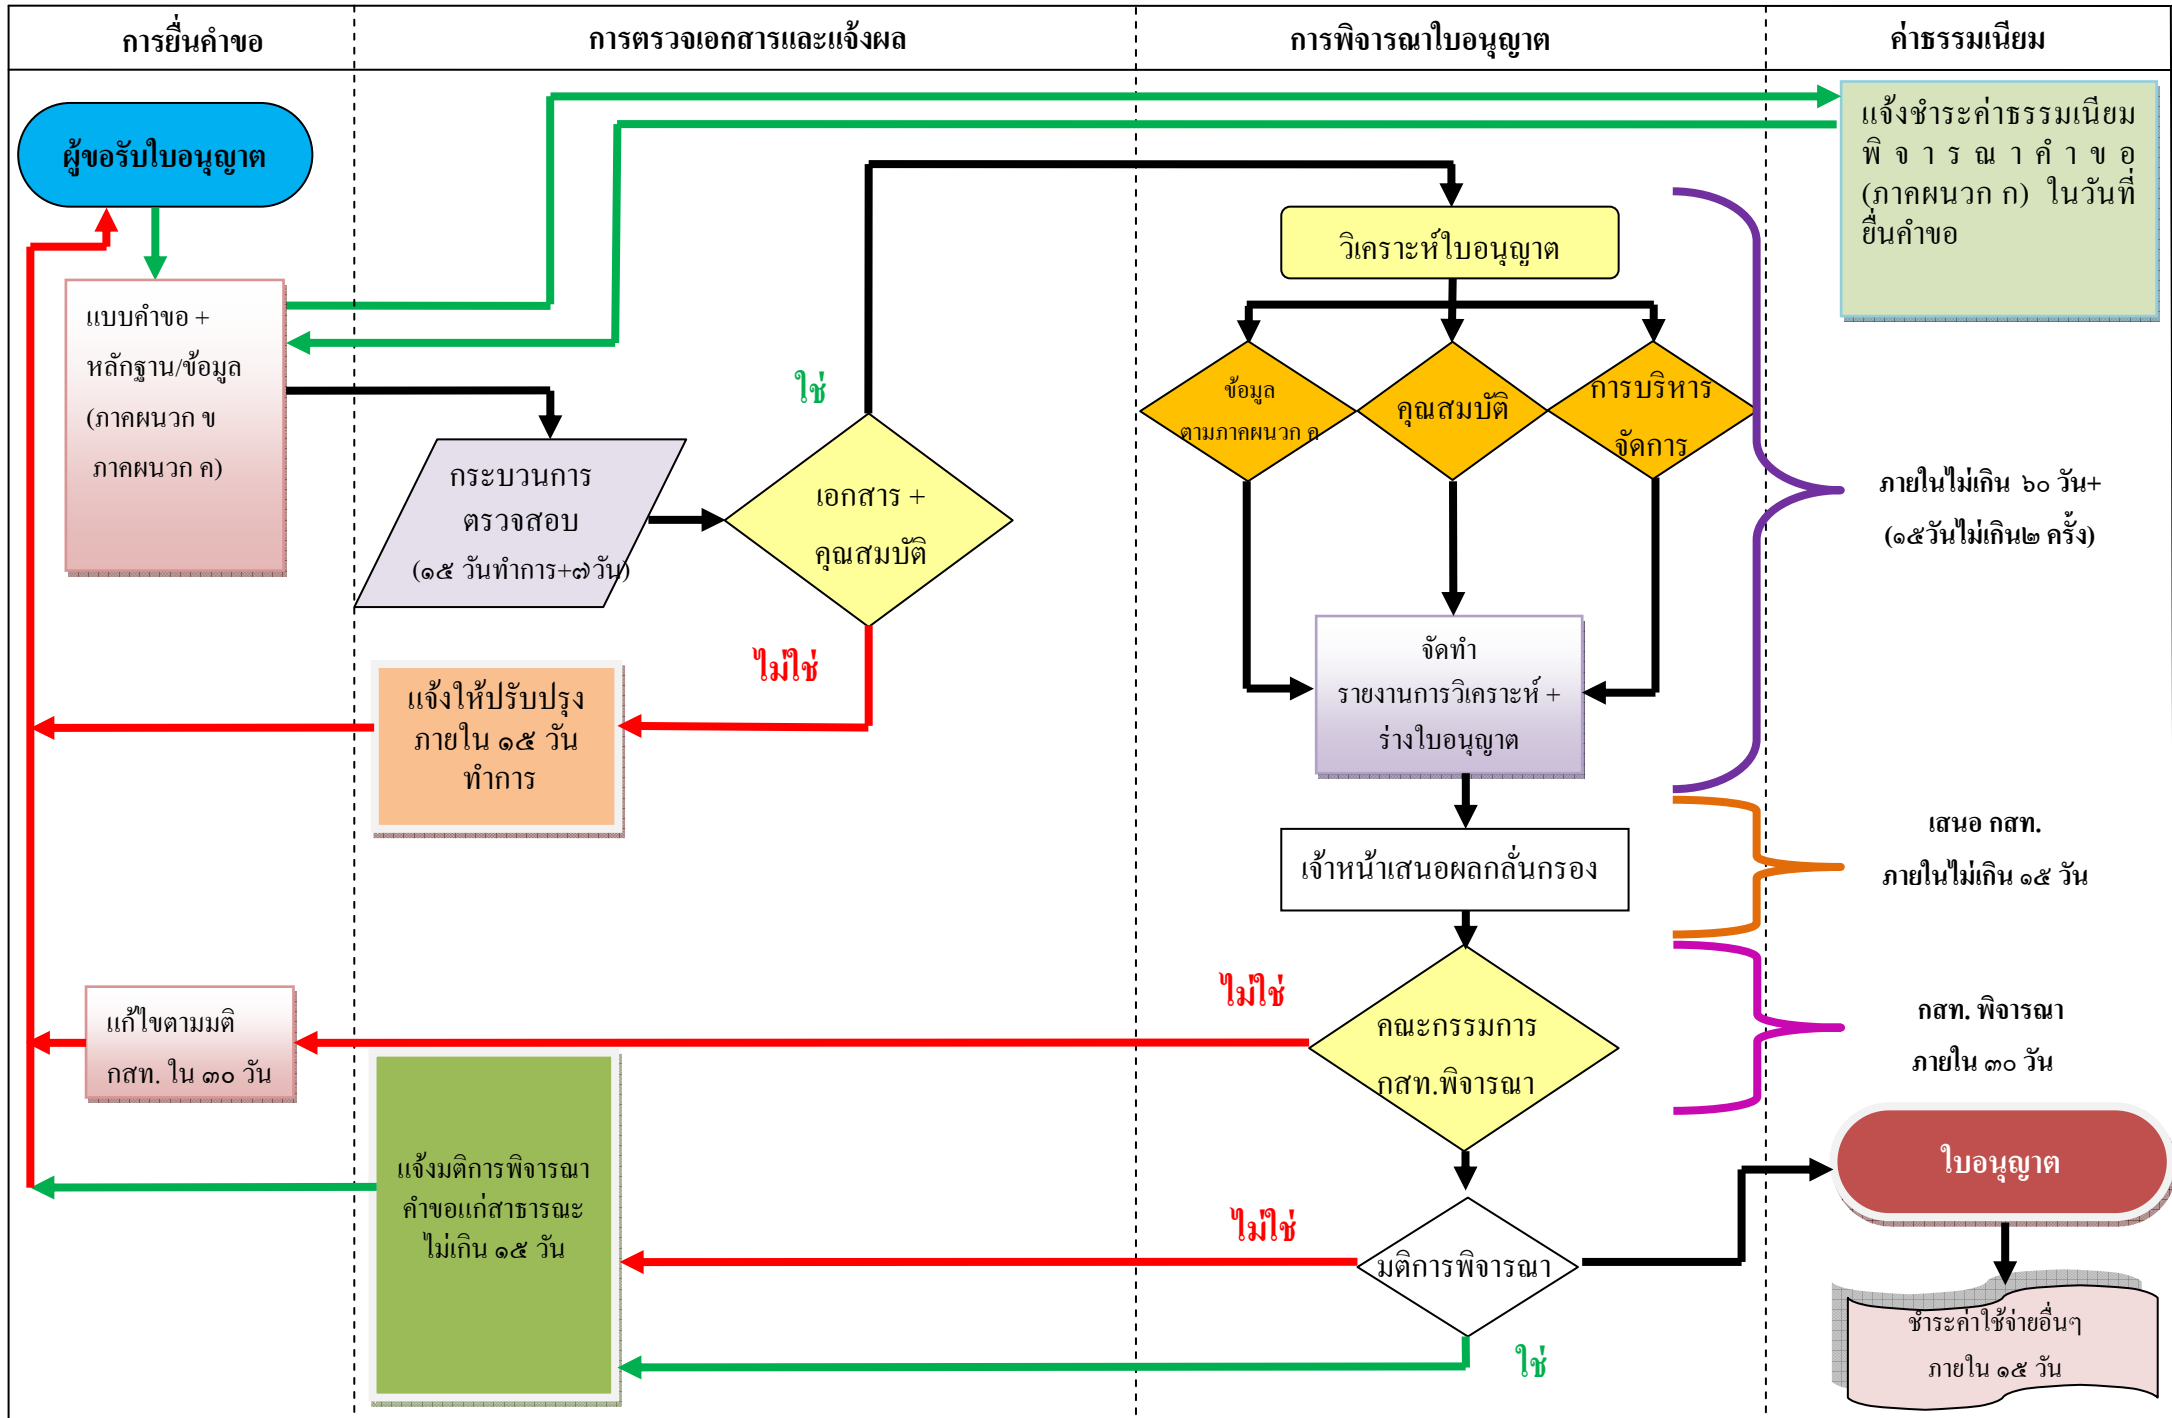 การยื่นคำขอ
การตรวจเอกสารและแจ้งผล
การพิจารณาใบอนุญาต
ค่าธรรมเนียม
ผู้ขอรับใบอนุญาต
แจ้งชำระค่าธรรมเนียม
พิจารณาคำขอ
(ภาคผนวก ก) ในวันที่
ยื่นคำขอ
แบบคำขอ +
หลักฐาน/ข้อมูล
(ภาคผนวก ข
ภาคผนวก ค)
กระบวนการ
ตรวจสอบ
(๑๕ วันทำการ+๗วัน)
ใช่
เอกสาร +
คุณสมบัติ
ไม่ใช่
แจ้งให้ปรับปรุง
ภายใน ๑๕ วัน
ทำการ
วิเคราะห์ใบอนุญาต
ข้อมูล
ตามภาคผนวก ค
คุณสมบัติ
การบริหาร
จัดการ
ภายในไม่เกิน ๖๐ วัน+
(๑๕วันไม่เกิน๒ ครั้ง)
จัดทำ
รายงานการวิเคราะห์ +
ร่างใบอนุญาต
เจ้าหน้าเสนอผลกลั่นกรอง
เสนอ กสท.
ภายในไม่เกิน ๑๕ วัน
ไม่ใช่
คณะกรรมการ
กสท.พิจารณา
กสท. พิจารณา
ภายใน ๓๐ วัน
แก้ไขตามมติ
กสท. ใน ๓๐ วัน
แจ้งมติการพิจารณา
คำขอแก่สาธารณะ
ไม่เกิน ๑๕ วัน
ไม่ใช่
มติการพิจารณา
ใช่
ใบอนุญาต
ชำระค่าใช้จ่ายอื่นๆ
ภายใน ๑๕ วัน